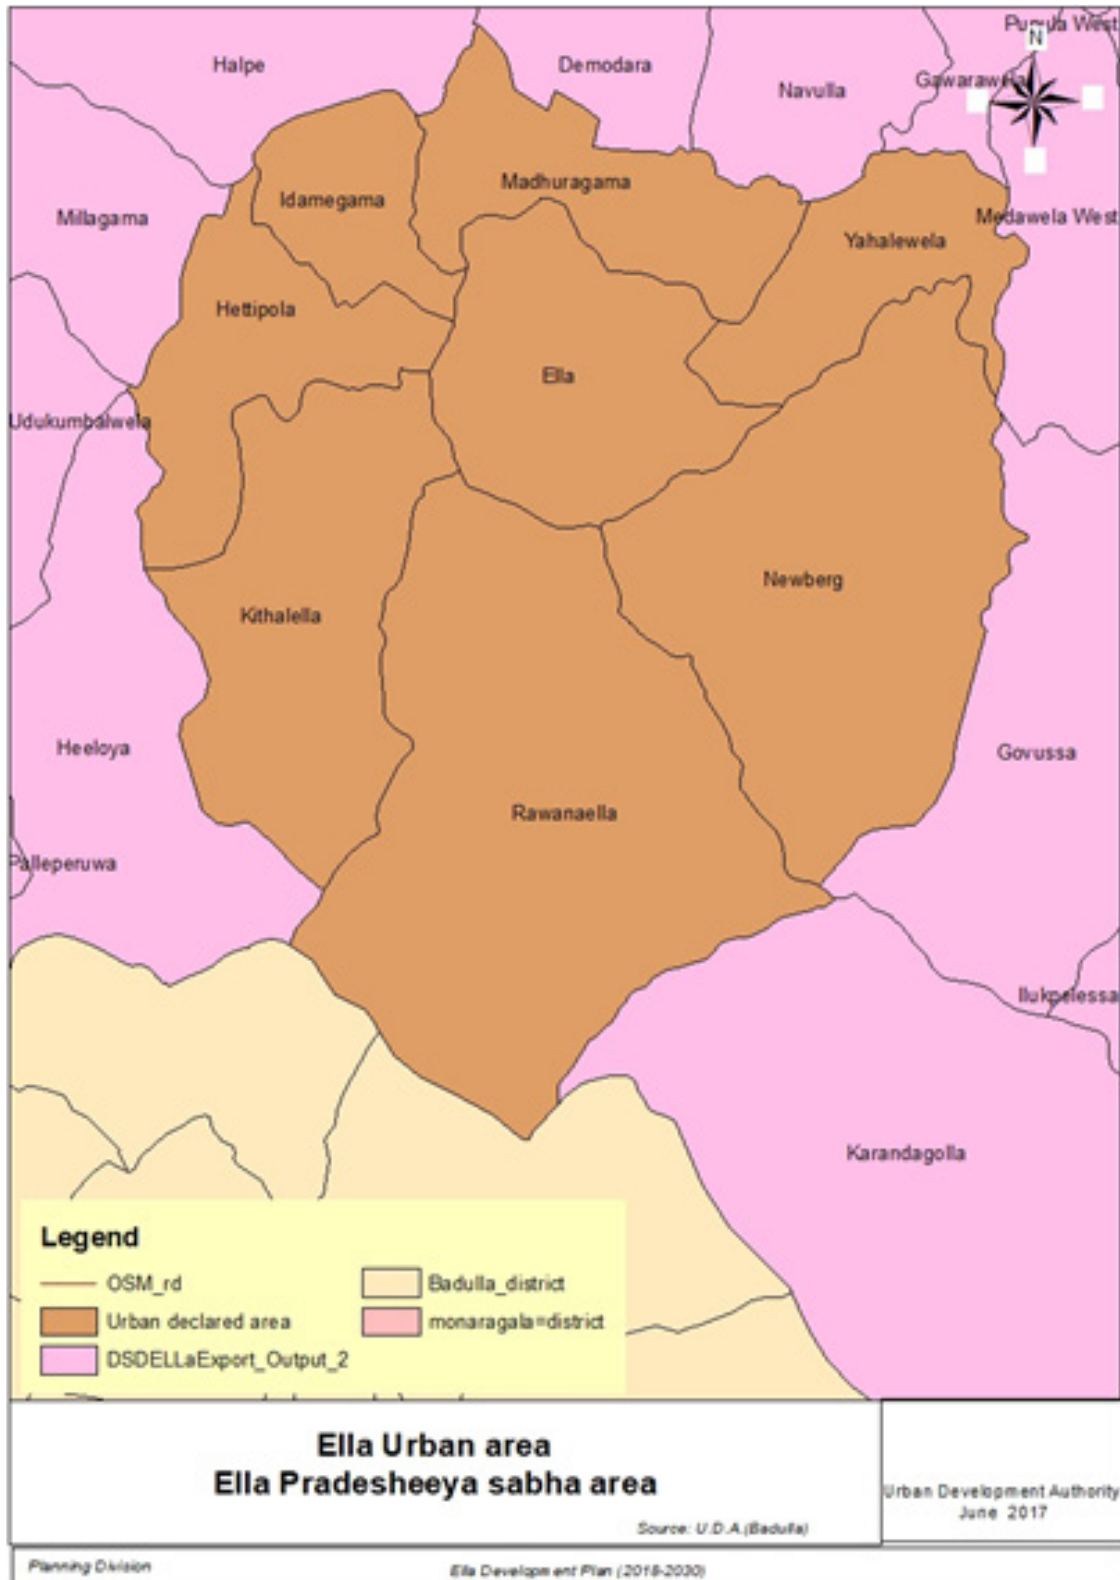 Halpe
Demodara
Navulla
N
Gawarawela
Millagama
Idamegama
Madhuragama
Medawela West
Yahalewela
Hettipola
Ella
Udukumbalwela
Newberg
Kithalella
Heeloya
Govussa
Rawanaella
Palleperuwa
Ilukpelessa
Karandagolla
Legend
OSM_rd
Badulla_district
Urban declared area
monaragala=district
DSDELLaExport_Output_2
Ella Urban area
Ella Pradesheeya sabha area
Source: U.D.A.(Badulla)
Urban Development Authority
June 2017
Planning Division
Ella Development Plan (2018-2030)